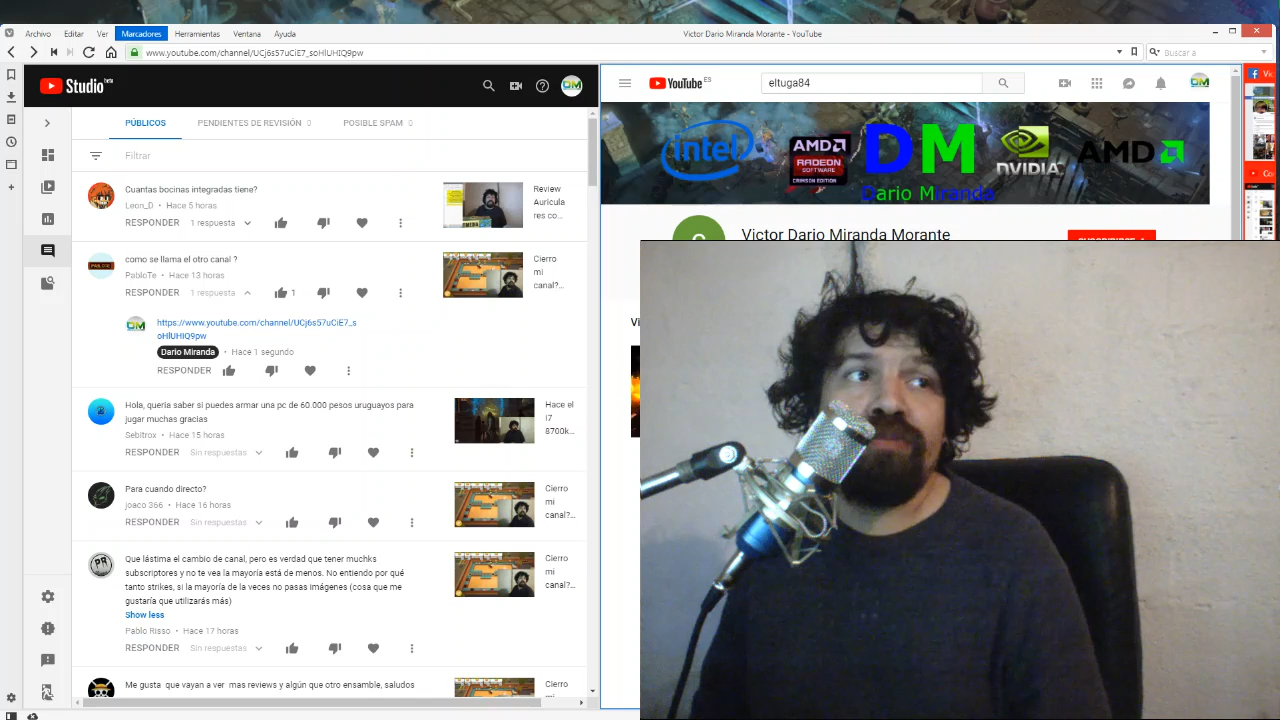 Archivo Editar Ver Marcadores Herramientas Ventana Ayuda
Victor Dario Miranda Morante - YouTube
www.youtube.com/channel/UCj6s57uCiE7_soHlUHIQ9pw
Buscar a
Studio beta
PÚBLICOS PENDIENTES DE REVISIÓN 0 POSIBLE SPAM 0
Filtrar
Cuantas bocinas integradas tiene?
Leon_D • Hace 5 horas
RESPONDER 1 respuesta
Review
Auricula
res co...
como se llama el otro canal ?
PabloTe • Hace 13 horas
RESPONDER 1 respuesta 1
Cierro
mi
canal?...
https://www.youtube.com/channel/UCj6s57uCiE7_s
oHlUHIQ9pw
Dario Miranda • Hace 1 segundo
RESPONDER
Hola, queria saber si puedes armar una pc de 60.000 pesos uruguayos para
jugar muchas gracias
Sebitrox • Hace 15 horas
RESPONDER Sin respuestas
Hace el
i7
8700k...
Para cuando directo?
joaco 366 • Hace 16 horas
RESPONDER Sin respuestas
Cierro
mi
canal?...
Que lástima el cambio de canal, pero es verdad que tener muchks
subscriptores y no te vea la mayoría está de menos. No entiendo por qué
tanto strikes, si la mayoría de la veces no pasas imágenes (cosa que me
gustaría que utilizarás más)
Show less
Pablo Risso • Hace 17 horas
RESPONDER Sin respuestas
Cierro
mi
canal?...
Me gusta que vayan a ver mas reviews y algún que otro ensamble, saludos
Cierro
mi
YouTube ES
eltuga84
intel
AMD
RADEON
SOFTWARE
CRIMSON EDITION
DM
Dario Miranda
NVIDIA
AMD
Victor Dario Miranda Morante